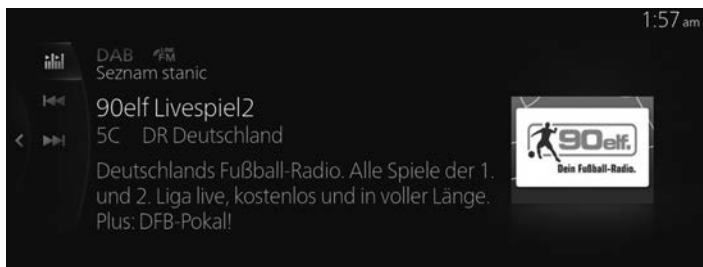 1:57 am
DAB LINK FM
Seznam stanic
90elf Livespiel2
5C DR Deutschland
Deutschlands Fußball-Radio. Alle Spiele der 1.
und 2. Liga live, kostenlos und in voller Länge.
Plus: DFB-Pokal!
90elf.
Dein Fußball-Radio.